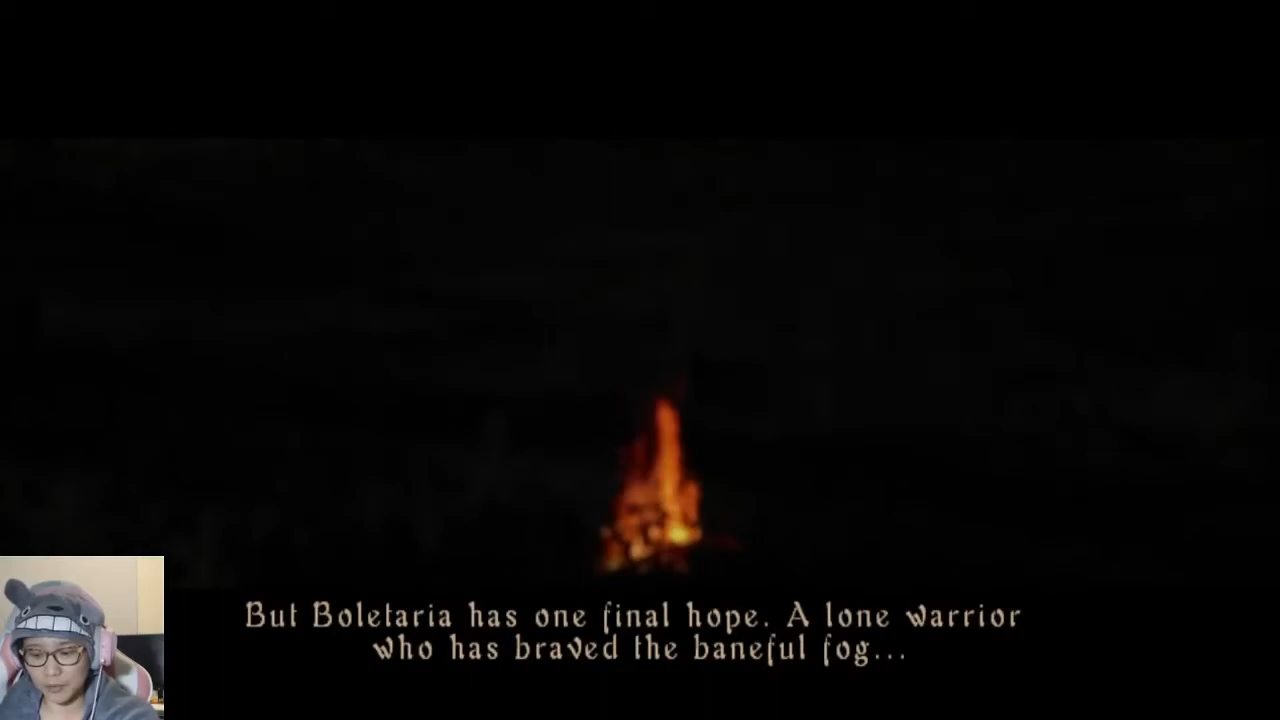 But Boletaria has one final hope. A lone warrior
who has braved the baneful fog...